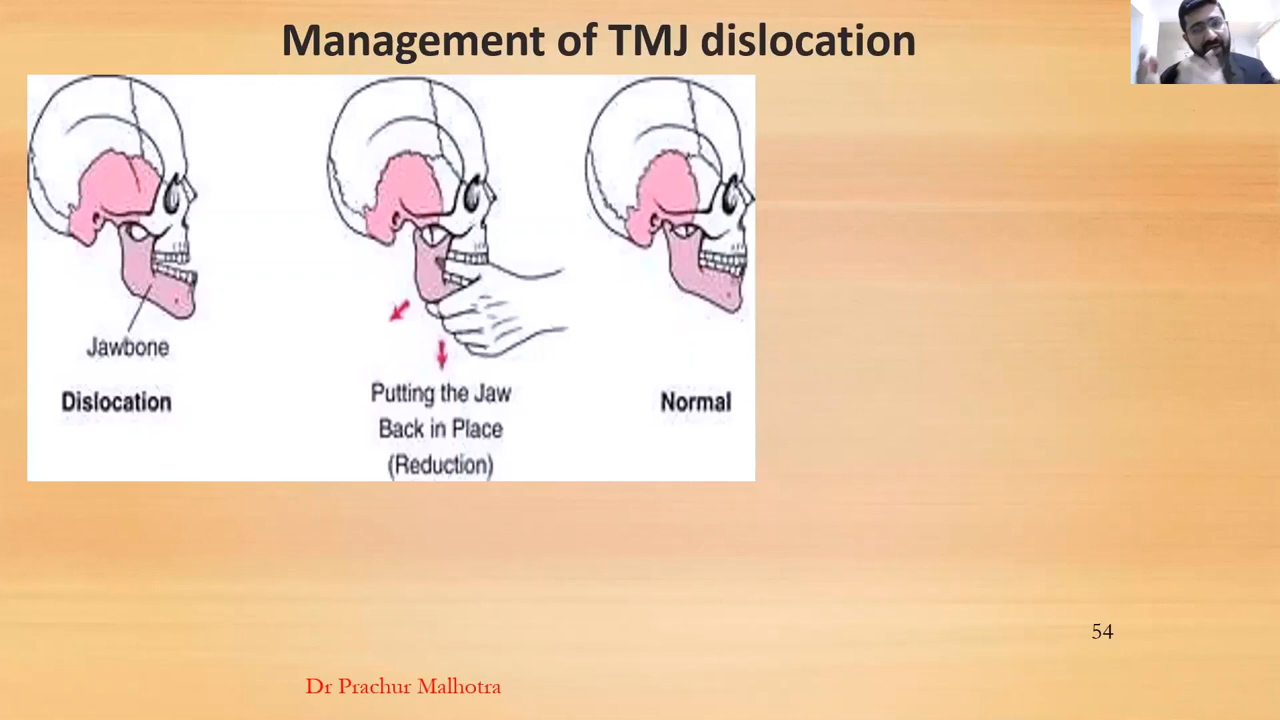 Management of TMJ dislocation
Jawbone
Dislocation
Putting the Jaw
Back in Place
(Reduction)
Normal
54
Dr Prachur Malhotra